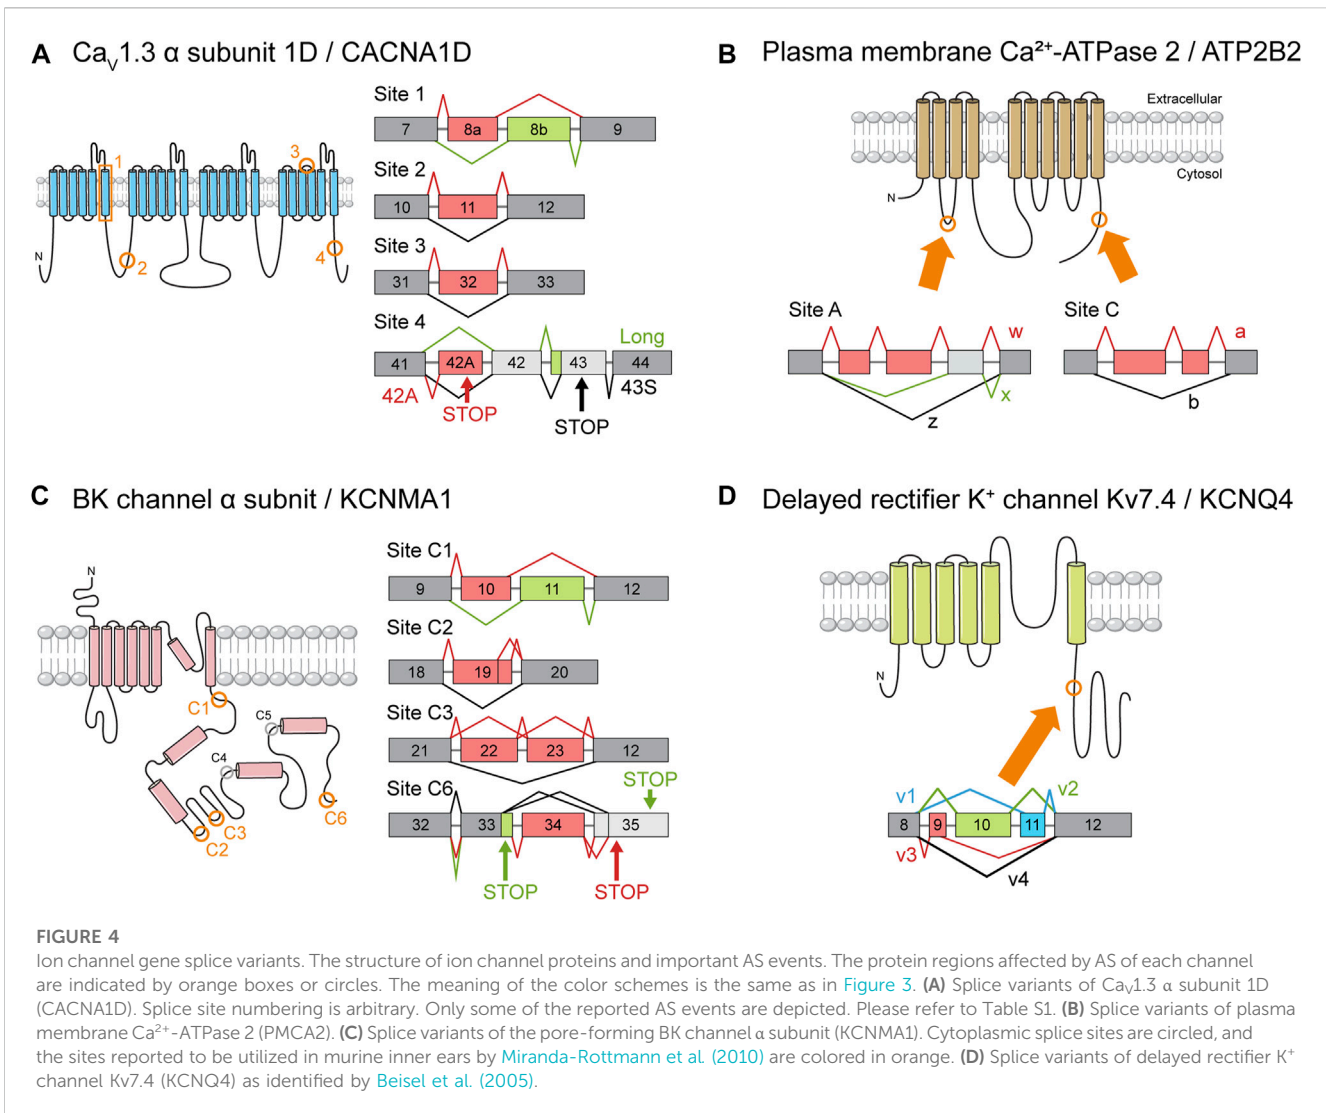 A Ca_V1.3 α subunit 1D / CACNA1D
N
1
2
3
4
Site 1
7 8a 8b 9
Site 2
10 11 12
Site 3
31 32 33
Site 4
Long
41 42A 42 43 44
42A
STOP
43S
STOP
B Plasma membrane Ca²⁺-ATPase 2 / ATP2B2
Extracellular
Cytosol
N
Site A
w
x
z
Site C
a
b
C BK channel α subnit / KCNMA1
N
C1
C5
C4
C3
C2
C6
Site C1
9 10 11 12
Site C2
18 19 20
Site C3
21 22 23 12
STOP
Site C6
32 33 34 35
STOP
STOP
D Delayed rectifier K⁺ channel Kv7.4 / KCNQ4
N
v1
v2
8 9 10 11 12
v3
v4
FIGURE 4
Ion channel gene splice variants. The structure of ion channel proteins and important AS events. The protein regions affected by AS of each channel
are indicated by orange boxes or circles. The meaning of the color schemes is the same as in Figure 3. (A) Splice variants of Ca_V1.3 α subunit 1D
(CACNA1D). Splice site numbering is arbitrary. Only some of the reported AS events are depicted. Please refer to Table S1. (B) Splice variants of plasma
membrane Ca²⁺-ATPase 2 (PMCA2). (C) Splice variants of the pore-forming BK channel α subunit (KCNMA1). Cytoplasmic splice sites are circled, and
the sites reported to be utilized in murine inner ears by Miranda-Rottmann et al. (2010) are colored in orange. (D) Splice variants of delayed rectifier K⁺
channel Kv7.4 (KCNQ4) as identified by Beisel et al. (2005).